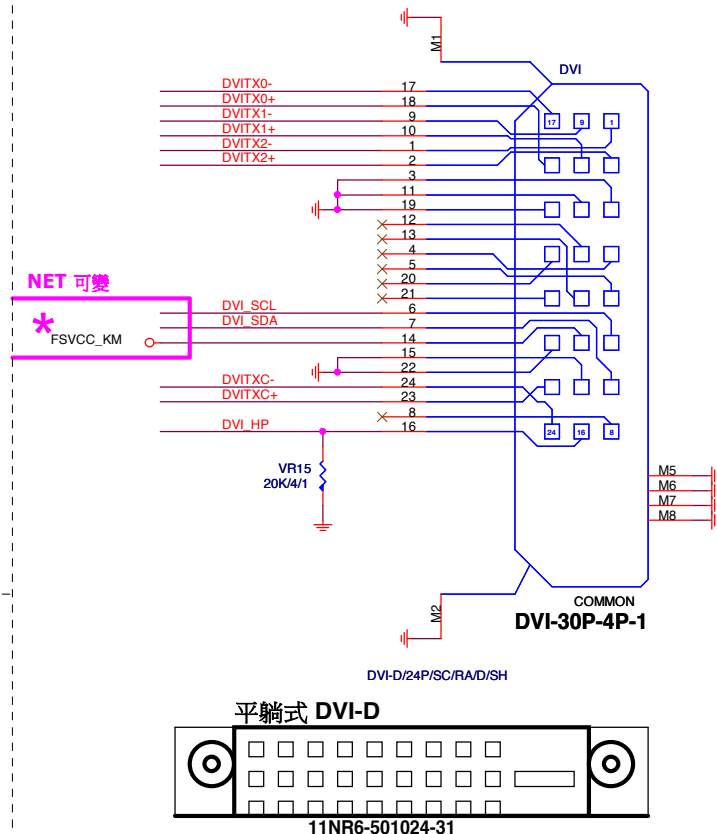 M1
DVI
DVITX0- 17
DVITX0+ 18
DVITX1- 9
DVITX1+ 10
DVITX2- 1
DVITX2+ 2
17 9 1
3
11
19
12
13
4
5
20
21
NET 可變
DVI_SCL 6
DVI_SDA 7
* FSVCC_KM 14
15
22
DVITXC- 24
DVITXC+ 23
8
DVI_HP 16
24 16 8
VR15
20K/4/1
M5
M6
M7
M8
COMMON
DVI-30P-4P-1
M2
DVI-D/24P/SC/RA/D/SH
平躺式 DVI-D
11NR6-501024-31